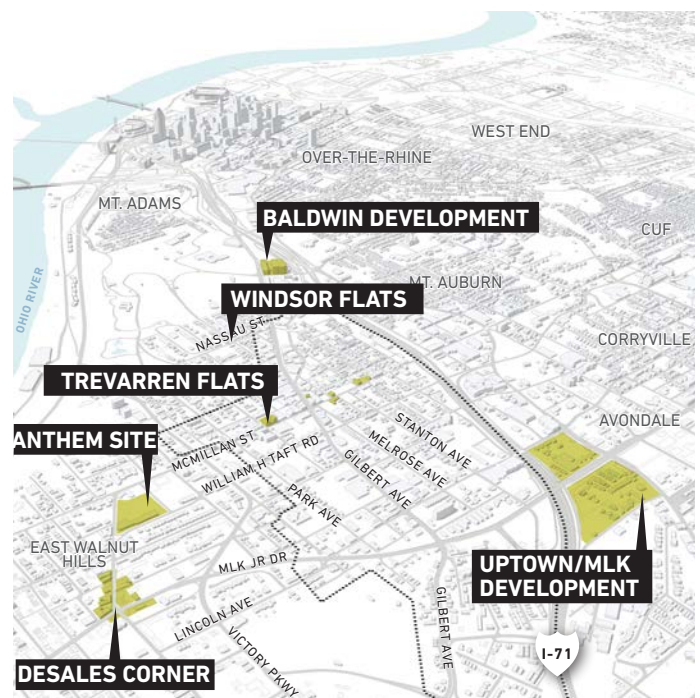 WEST END
OVER-THE-RHINE
MT. ADAMS
BALDWIN DEVELOPMENT
CUF
OHIO RIVER
MT. AUBURN
WINDSOR FLATS
NASSAU ST
CORRYVILLE
TREVARREN FLATS
AVONDALE
STANTON AVE
ANTHEM SITE
MCMILLAN ST
MELROSE AVE
WILLIAM H TAFT RD
GILBERT AVE
PARK AVE
EAST WALNUT
HILLS
MLK JR DR
UPTOWN/MLK
DEVELOPMENT
LINCOLN AVE
GILBERT AVE
VICTORY PKWY
I-71
DESALES CORNER